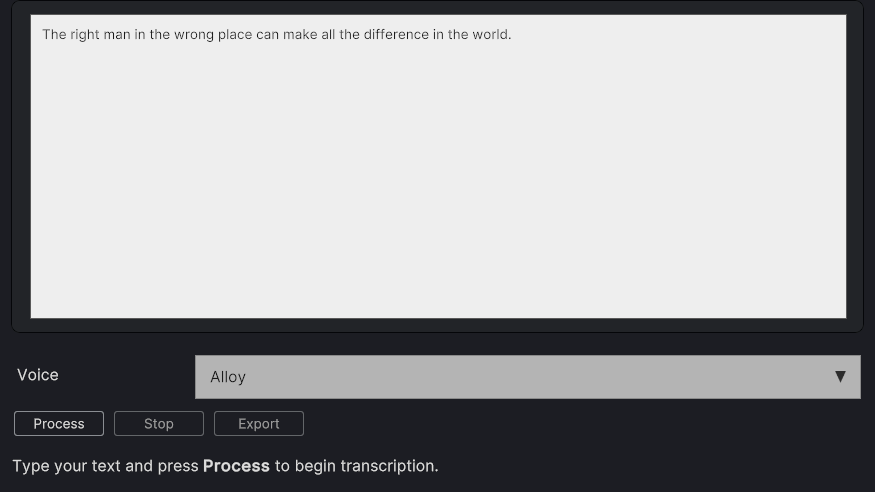 The right man in the wrong place can make all the difference in the world.
Voice
Alloy
Process Stop Export
Type your text and press Process to begin transcription.